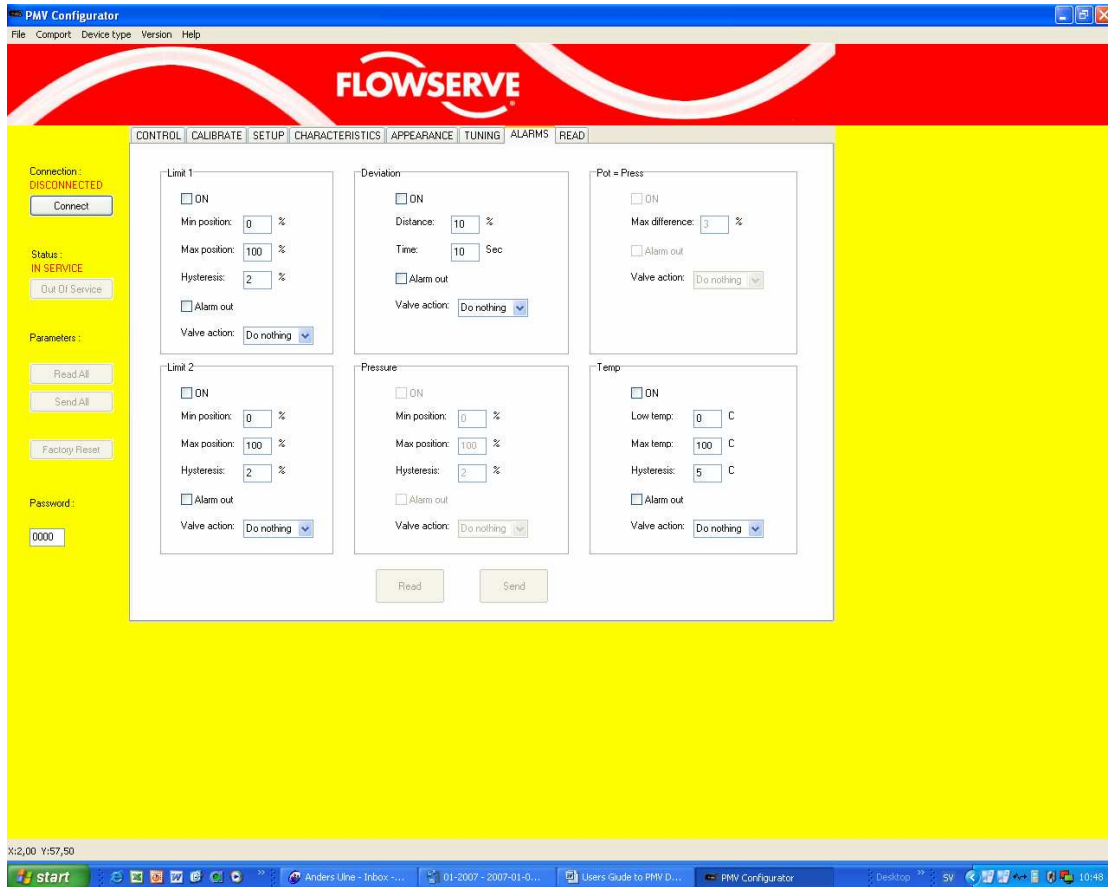 PMV Configurator
File Comport Device type Version Help
FLOWSERVE
CONTROL CALIBRATE SETUP CHARACTERISTICS APPEARANCE TUNING ALARMS READ
Connection :
DISCONNECTED
Connect
Status :
IN SERVICE
Out Of Service
Parameters :
Read All
Send All
Factory Reset
Password :
0000
Limit 1
ON
Min position: 0 %
Max position: 100 %
Hysteresis: 2 %
Alarm out
Valve action: Do nothing
Deviation
ON
Distance: 10 %
Time: 10 Sec
Alarm out
Valve action: Do nothing
Pot = Press
ON
Max difference: 3 %
Alarm out
Valve action: Do nothing
Limit 2
ON
Min position: 0 %
Max position: 100 %
Hysteresis: 2 %
Alarm out
Valve action: Do nothing
Pressure
ON
Min position: 0 %
Max position: 100 %
Hysteresis: 2 %
Alarm out
Valve action: Do nothing
Temp
ON
Low temp: 0 C
Max temp: 100 C
Hysteresis: 5 C
Alarm out
Valve action: Do nothing
Read Send
X:2,00 Y:57,50
start Anders Ulne - Inbox -... 01-2007 - 2007-01-0... Users Giude to PMV D... PMV Configurator Desktop SV 10:48